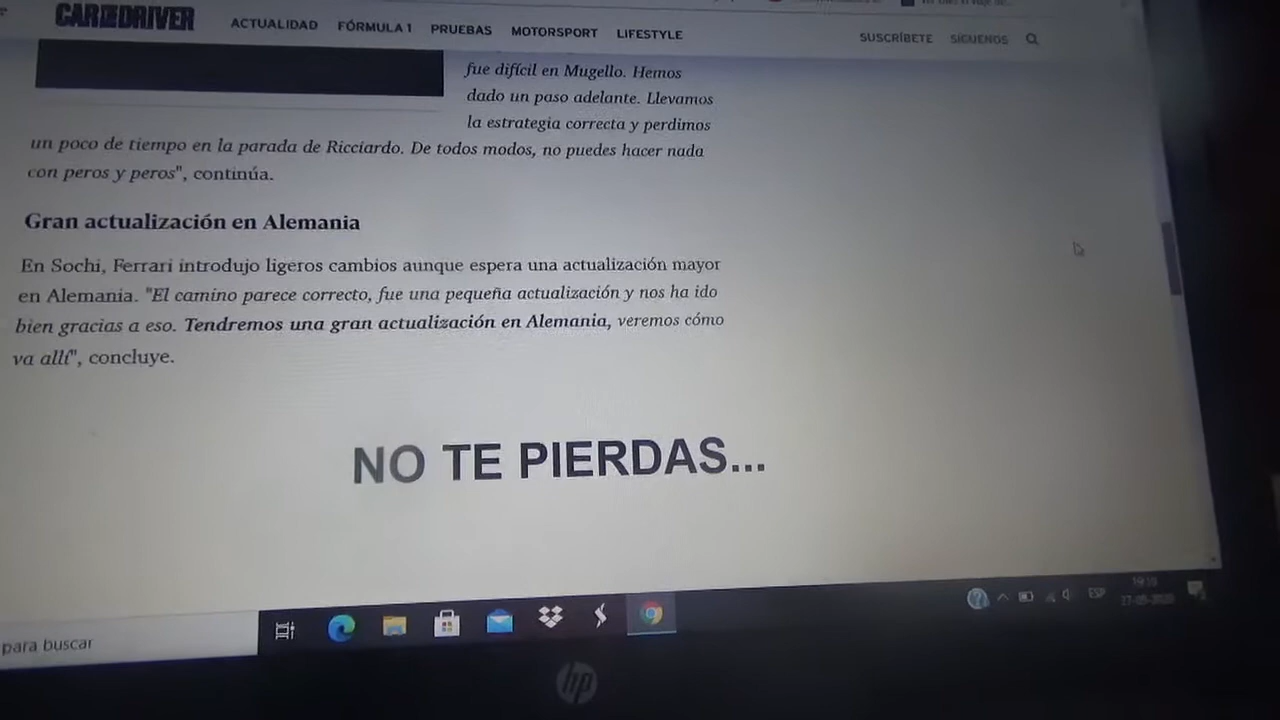 CAR AND DRIVER
ACTUALIDAD FÓRMULA 1 PRUEBAS MOTORSPORT LIFESTYLE
SUSCRÍBETE SÍGUENOS
fue difícil en Mugello. Hemos
dado un paso adelante. Llevamos
la estrategia correcta y perdimos
un poco de tiempo en la parada de Ricciardo. De todos modos, no puedes hacer nada
con peros y peros", continúa.
Gran actualización en Alemania
En Sochi, Ferrari introdujo ligeros cambios aunque espera una actualización mayor
en Alemania. "El camino parece correcto, fue una pequeña actualización y nos ha ido
bien gracias a eso. Tendremos una gran actualización en Alemania, veremos cómo
va allí", concluye.
NO TE PIERDAS...
para buscar
ESP
hp